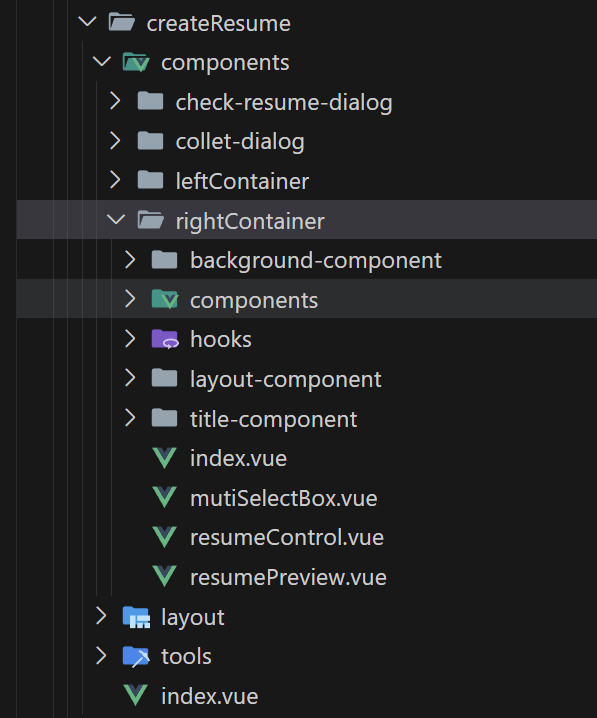 createResume
components
check-resume-dialog
collet-dialog
leftContainer
rightContainer
background-component
components
hooks
layout-component
title-component
index.vue
mutiSelectBox.vue
resumeControl.vue
resumePreview.vue
layout
tools
index.vue